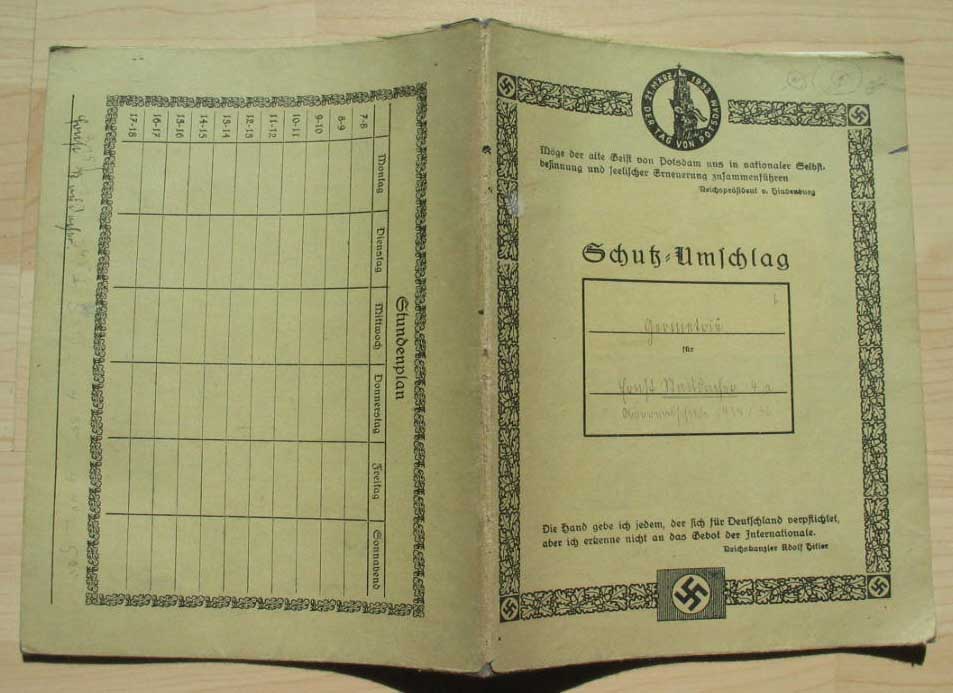 DER TAG VON POTSDAM 21. MÄRZ 1933
Möge der alte Geist von Potsdam uns in nationaler Selbst-
besinnung und seelischer Erneuerung zusammenführen
Reichspräsident v. Hindenburg
Schutz-Umschlag
Geometrie
für
Ernst
Die Hand gebe ich jedem, der sich für Deutschland verpflichtet,
aber ich erkenne nicht an das Gebot der Internationale.
Reichskanzler Adolf Hitler
Stundenplan
Montag Dienstag Mittwoch Donnerstag Freitag Sonnabend
7-8
8-9
9-10
10-11
11-12
12-13
13-14
14-15
15-16
16-17
17-18
Ernst